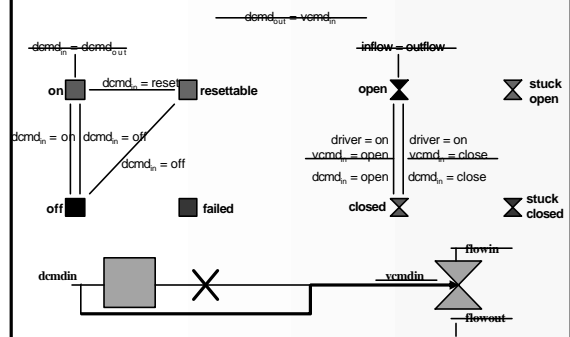 dcmd_out = vcmd_in
dcmd_in = dcmd_out
inflow = outflow
on
dcmd_in = reset
resettable
open
stuck
open
dcmd_in = on
dcmd_in = off
driver = on
vcmd_in = open
dcmd_in = open
driver = on
vcmd_in = close
dcmd_in = close
dcmd_in = off
off
failed
closed
stuck
closed
flowin
dcmdin
vcmdin
flowout